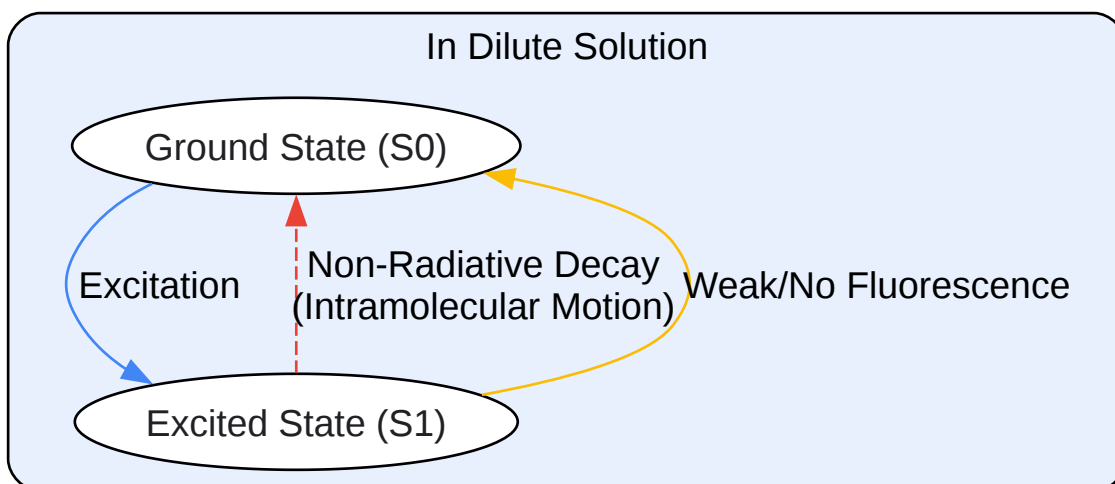 In Dilute Solution
Ground State (S0)
Excitation
Non-Radiative Decay
(Intramolecular Motion)
Weak/No Fluorescence
Excited State (S1)